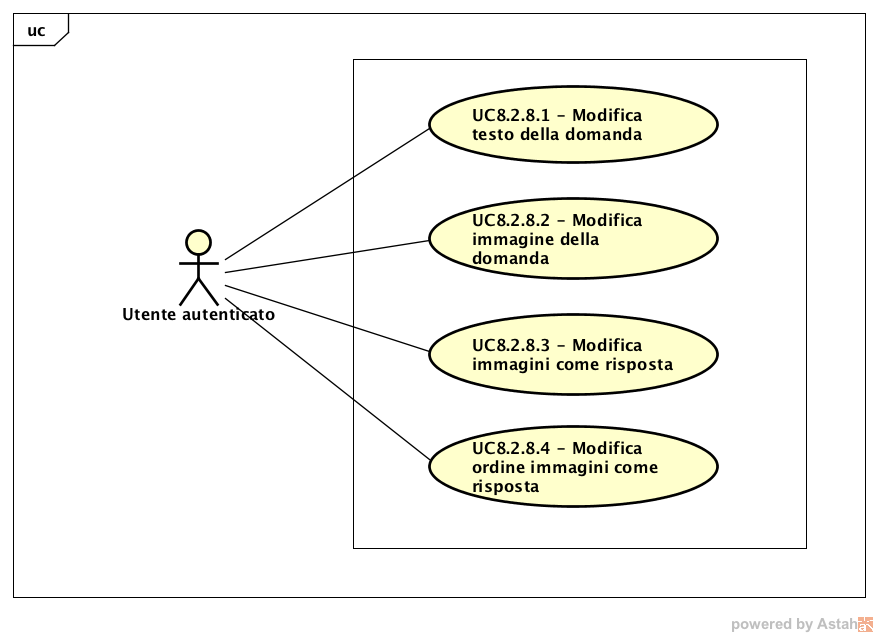 uc
UC8.2.8.1 - Modifica
testo della domanda
UC8.2.8.2 - Modifica
immagine della
domanda
Utente autenticato
UC8.2.8.3 - Modifica
immagini come risposta
UC8.2.8.4 - Modifica
ordine immagini come
risposta
powered by Astah